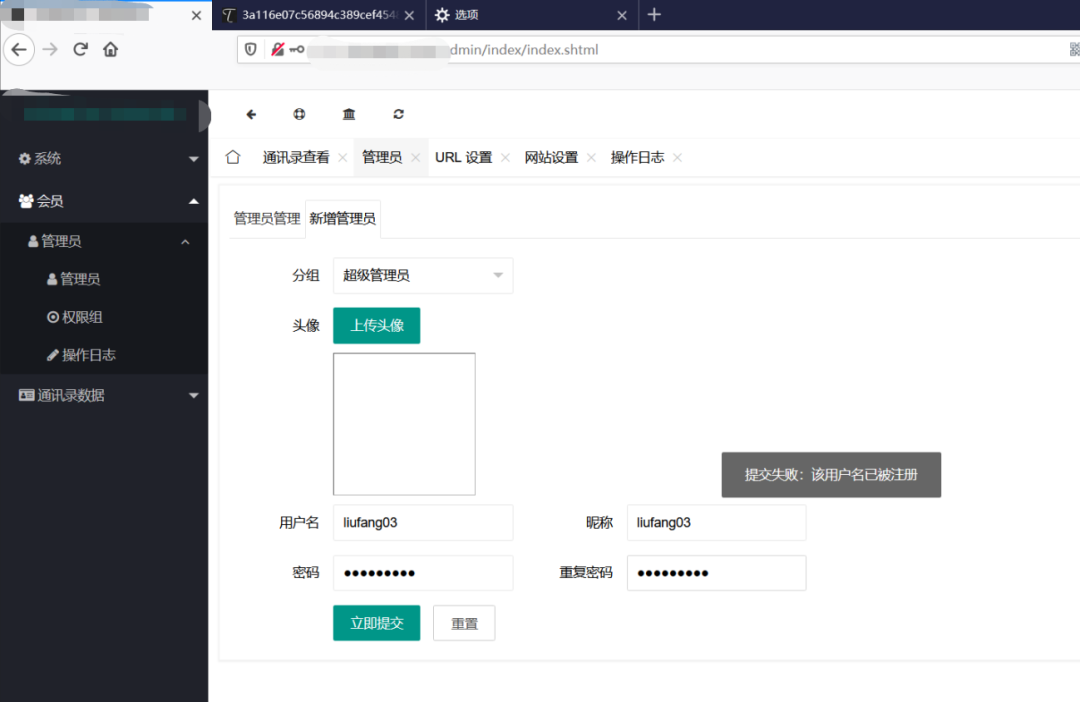 3a116e07c56894c389cef454
选项
dmin/index/index.shtml
系统
会员
管理员
管理员
权限组
操作日志
通讯录数据
通讯录查看
管理员
URL 设置
网站设置
操作日志
管理员管理
新增管理员
分组
超级管理员
头像
上传头像
提交失败：该用户名已被注册
用户名
liufang03
昵称
liufang03
密码
重复密码
立即提交
重置